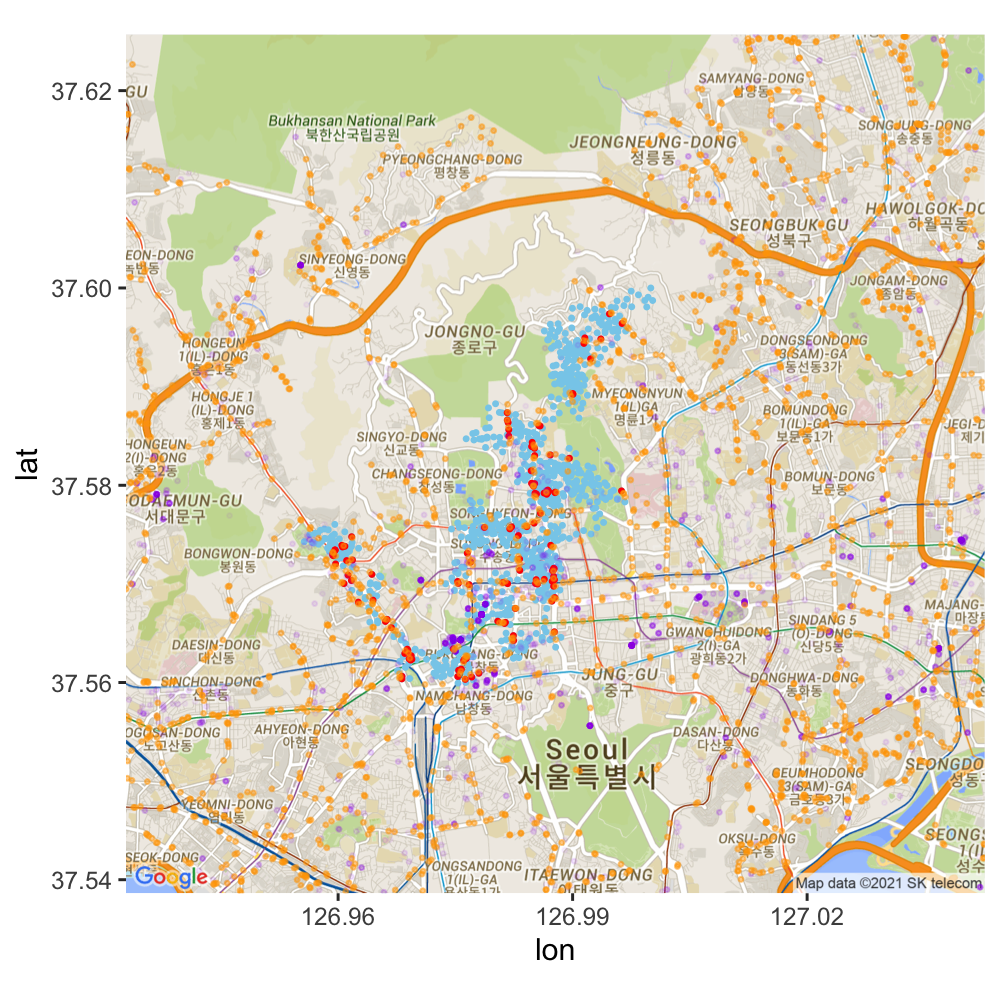 37.62
37.60
37.58
37.56
37.54
lat
126.96
126.99
127.02
lon
GU
SAMYANG-DONG
삼양동
Bukhansan National Park
북한산국립공원
SONGJUNG-DONG
송중동
JEONGNEUNG-DONG
정릉동
PYEONGCHANG-DONG
평창동
HAWOLGOK-DO
하월곡동
SEONGBUK-GU
성북구
EON-DONG
SINYEONG-DONG
신영동
JONGAM-DONG
종암동
JONGNO-GU
종로구
HONGEUN
1(IL)-DONG
홍은1동
DONGSEONDONG
3(SAM)-GA
동선동3가
HONGJE 1
(IL)-DONG
홍제1동
MYEONGNYUN
1(IL)GA
명륜1가
BOMUNDONG
1(IL)-GA
보문동1가
JEGI-D
제기
SINGYO-DONG
신교동
HONGEUN
2(I)-DONG
홍은2동
CHANGSEONG-DONG
창성동
BOMUN-DONG
보문동
ODAEMUN-GU
서대문구
SONGHYEON-DONG
BONGWON-DONG
봉원동
수송동
MAJANG-
마장동
SINDANG 5
(O)-DONG
신당5동
GWANGHUIDONG
2(I)-GA
광희동2가
DAESIN-DONG
대신동
SINCHON-DONG
신촌동
JUNG-GU
중구
DONGHWA-DONG
동화동
NAMCHANG-DONG
남창동
OGOSAN-DONG
노고산동
AHYEON-DONG
아현동
DASAN-DONG
다산동
Seoul
서울특별시
GEUMHODONG
3(SAM)-GA
금호동3가
SEONGDO
성동구
YEOMNI-DONG
염리동
OKSU-DONG
옥수동
SEONGS
1(I
성수
SEOK-DONG
YONGSANDONG
1(IL)-GA
용산동1가
ITAEWON-DONG
이태원동
Google
Map data ©2021 SK telecom